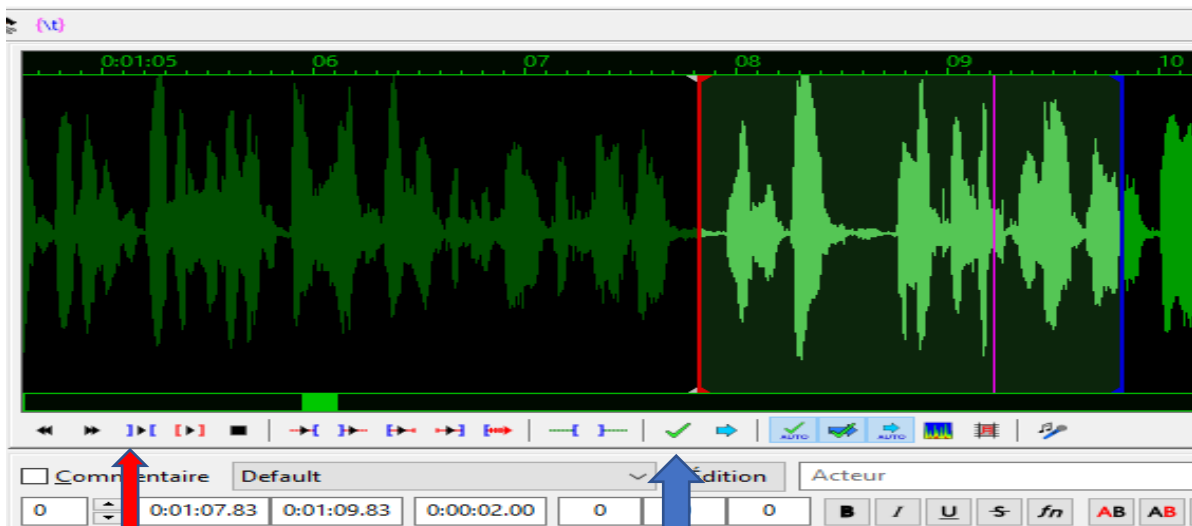 {\t}
0:01:05 06 07 08 09 10
AUTO AUTO
Commentaire Default Édition Acteur
0 0:01:07.83 0:01:09.83 0:00:02.00 0 0 B I U S fn AB AB